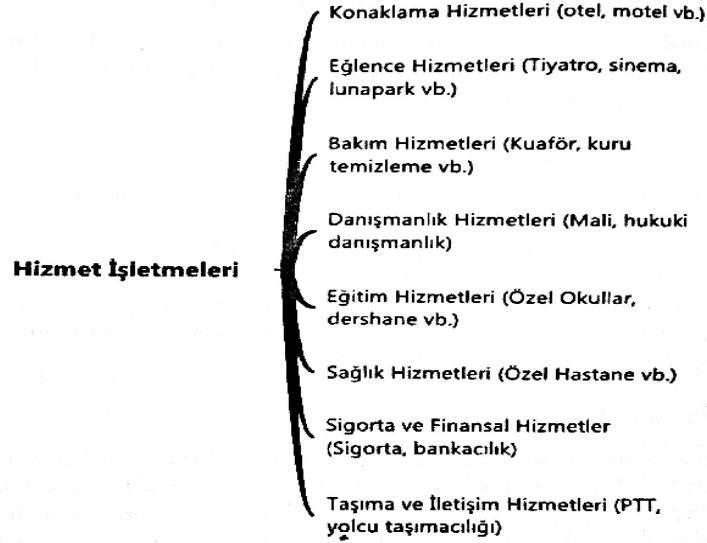 Konaklama Hizmetleri (otel, motel vb.)
Eğlence Hizmetleri (Tiyatro, sinema,
lunapark vb.)
Bakım Hizmetleri (Kuaför, kuru
temizleme vb.)
Danışmanlık Hizmetleri (Mali, hukuki
danışmanlık)
Hizmet İşletmeleri
Eğitim Hizmetleri (Özel Okullar,
dershane vb.)
Sağlık Hizmetleri (Özel Hastane vb.)
Sigorta ve Finansal Hizmetler
(Sigorta, bankacılık)
Taşıma ve İletişim Hizmetleri (PTT,
yolcu taşımacılığı)